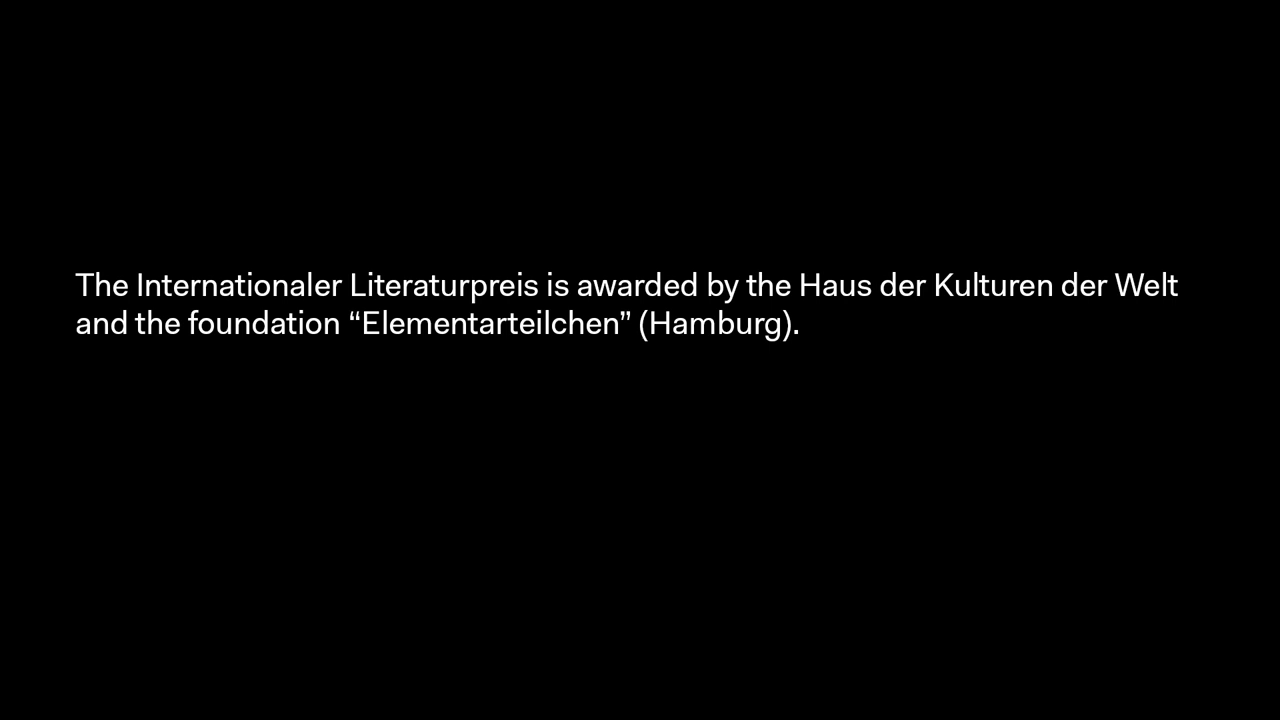 The Internationaler Literaturpreis is awarded by the Haus der Kulturen der Welt
and the foundation “Elementarteilchen” (Hamburg).